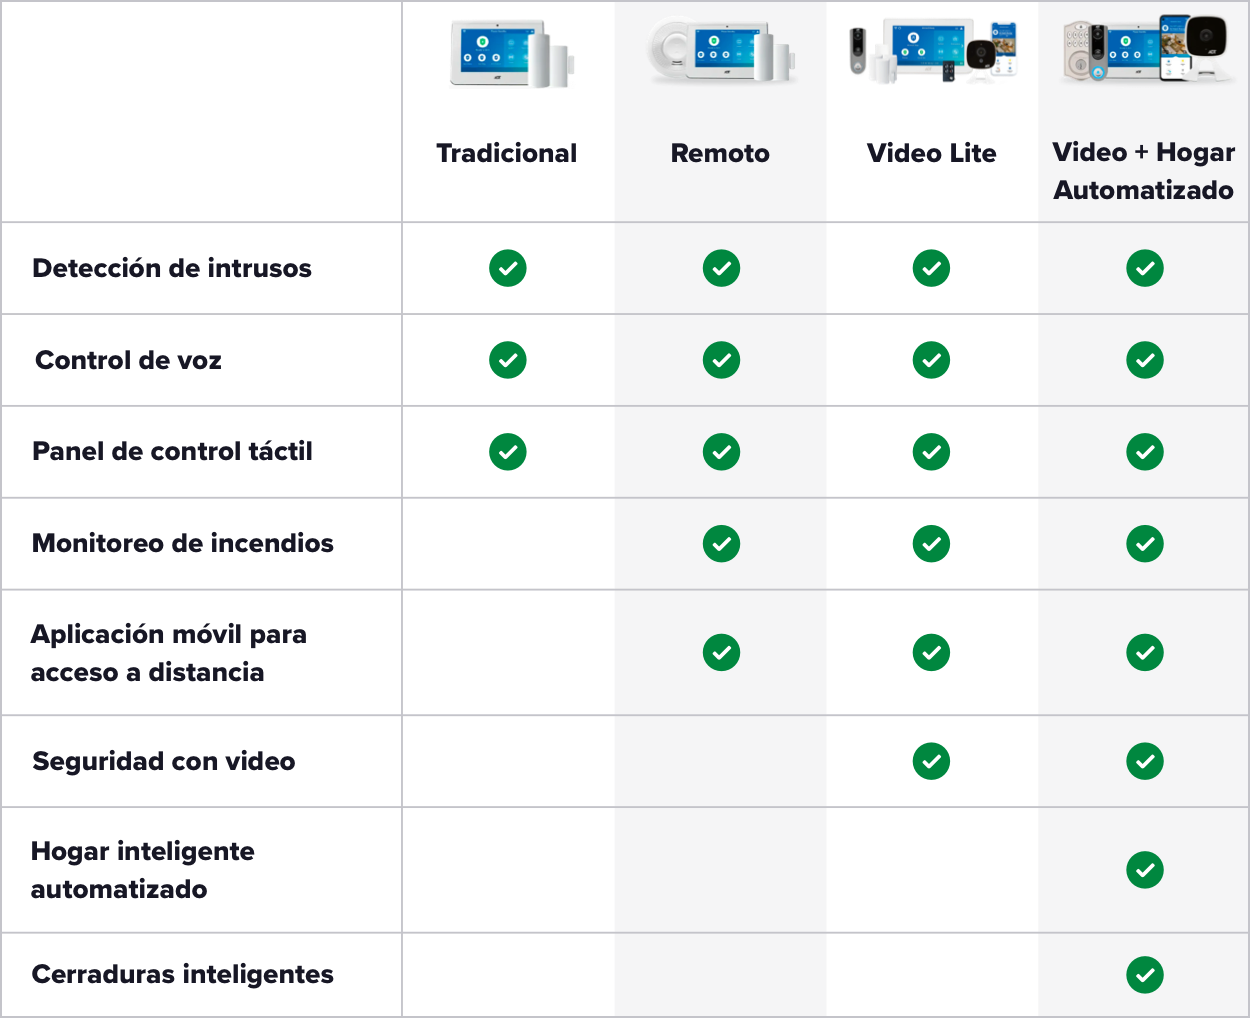 Tradicional
Remoto
Video Lite
Video + Hogar
Automatizado
Detección de intrusos
Control de voz
Panel de control táctil
Monitoreo de incendios
Aplicación móvil para
acceso a distancia
Seguridad con video
Hogar inteligente
automatizado
Cerraduras inteligentes